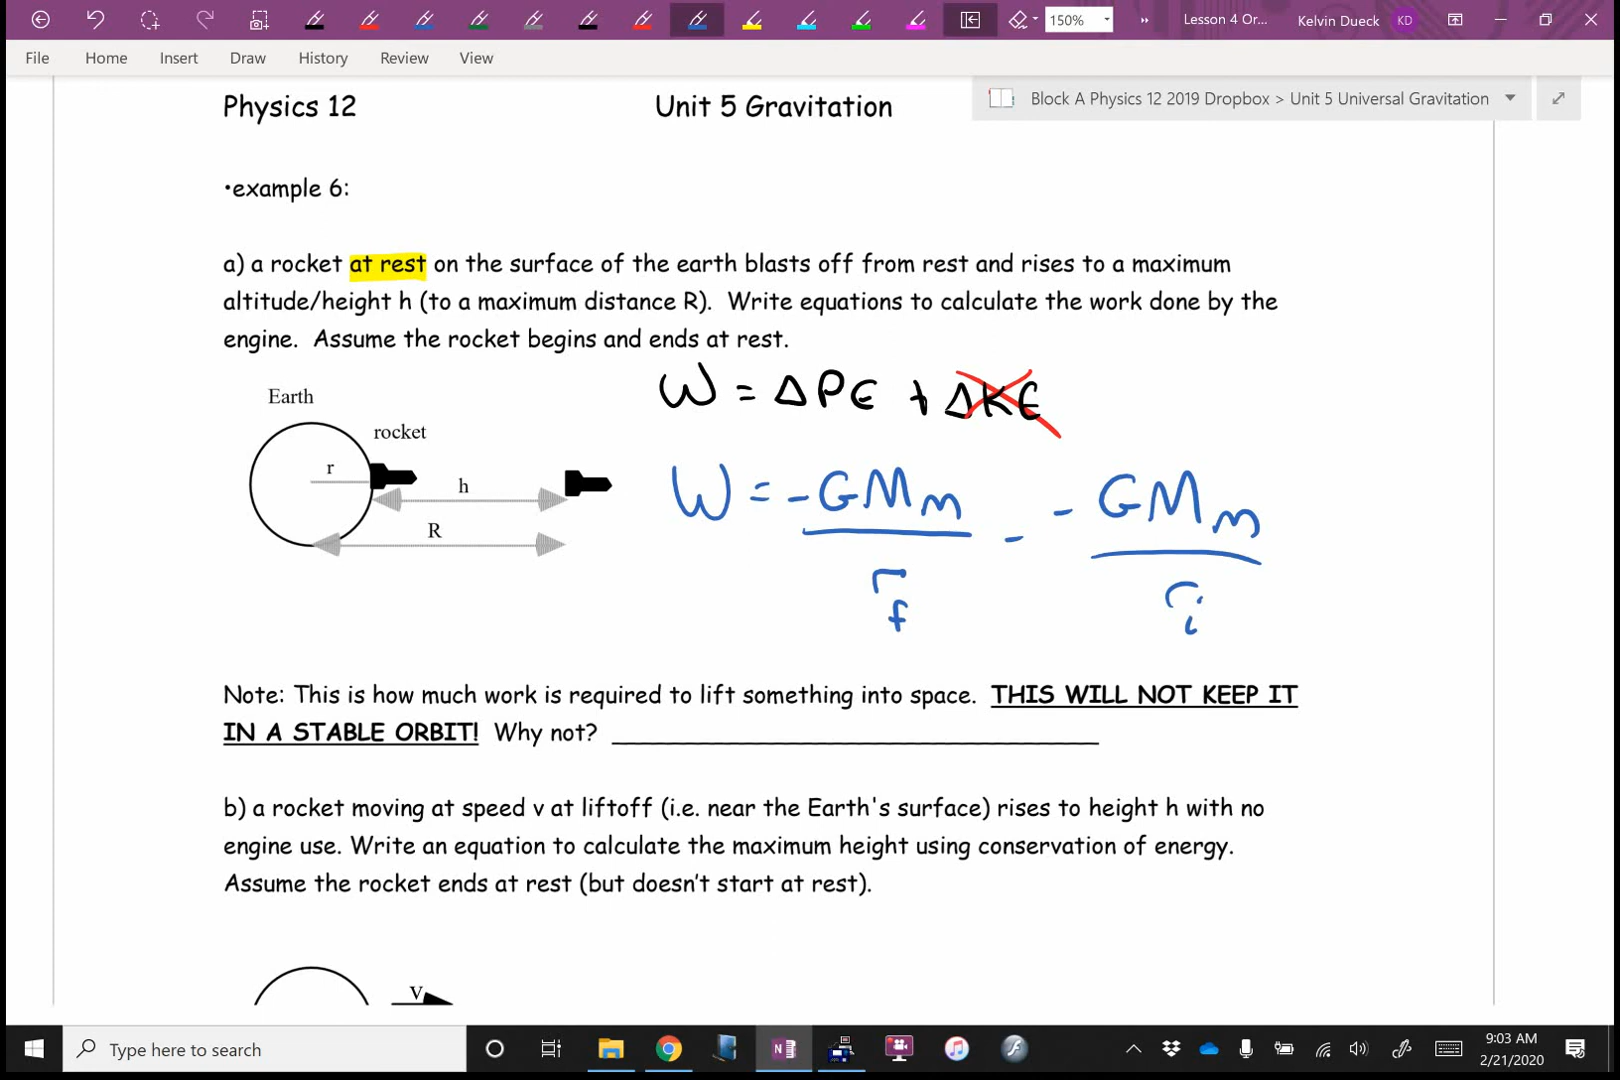 150%
Lesson 4 Or...
Kelvin Dueck
KD
File Home Insert Draw History Review View
Physics 12
Unit 5 Gravitation
Block A Physics 12 2019 Dropbox > Unit 5 Universal Gravitation
•example 6:
a) a rocket at rest on the surface of the earth blasts off from rest and rises to a maximum
altitude/height h (to a maximum distance R). Write equations to calculate the work done by the
engine. Assume the rocket begins and ends at rest.
W = ΔPE + ΔKE
Earth
rocket
r
h
R
W = -GMm/r_f - -GMm/r_i
Note: This is how much work is required to lift something into space. THIS WILL NOT KEEP IT
IN A STABLE ORBIT! Why not? ____________________
b) a rocket moving at speed v at liftoff (i.e. near the Earth's surface) rises to height h with no
engine use. Write an equation to calculate the maximum height using conservation of energy.
Assume the rocket ends at rest (but doesn't start at rest).
v
Type here to search
N
9:03 AM
2/21/2020